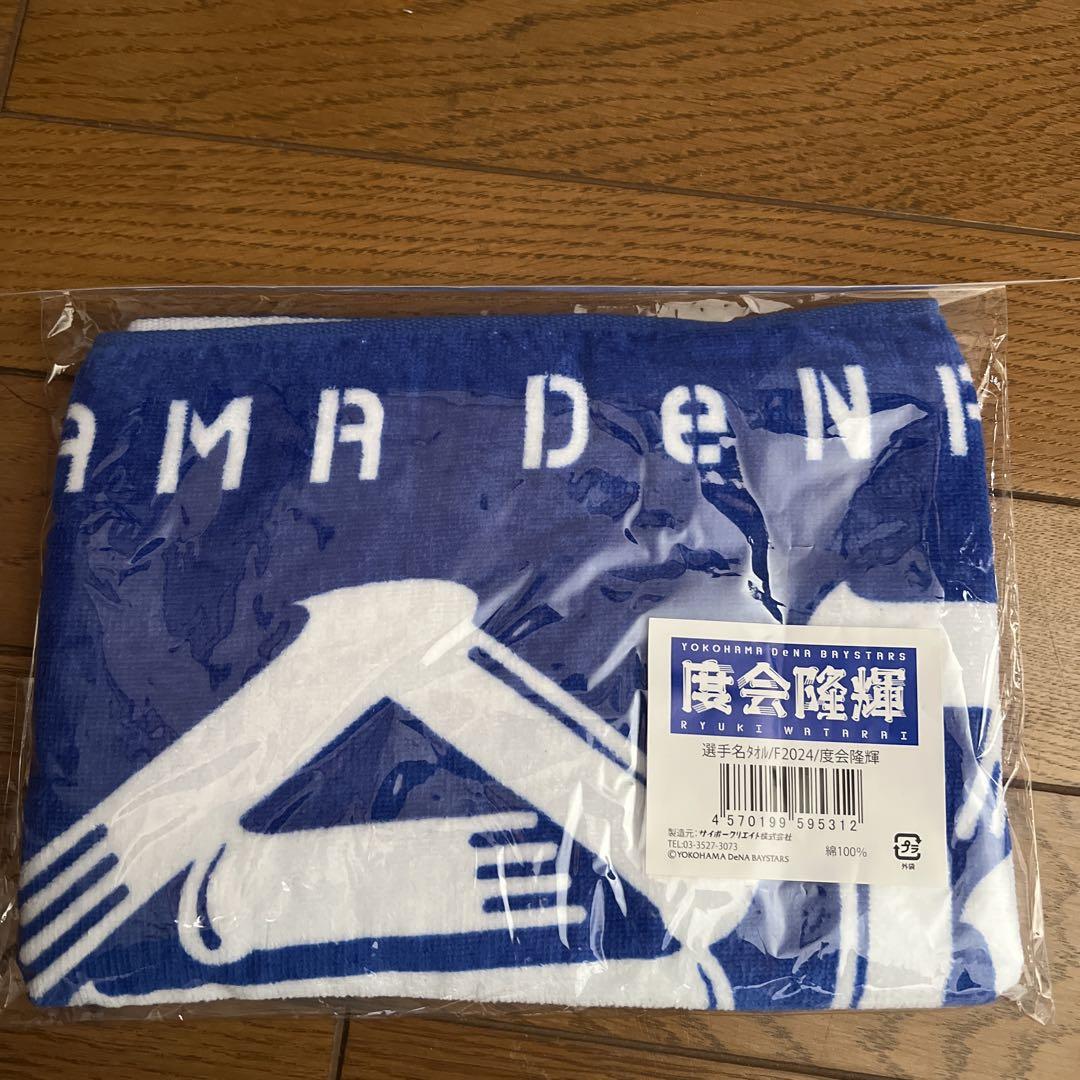 AMA DeNA
YOKOHAMA DeNA BAYSTARS
度会隆輝
RYUKI WATARAI
選手名ﾀｵﾙ/F2024/度会隆輝
4 570199 595312
製造元：サイボークリエイト株式会社
TEL:03-3527-3073
©YOKOHAMA DeNA BAYSTARS
綿100%
プラ
外袋